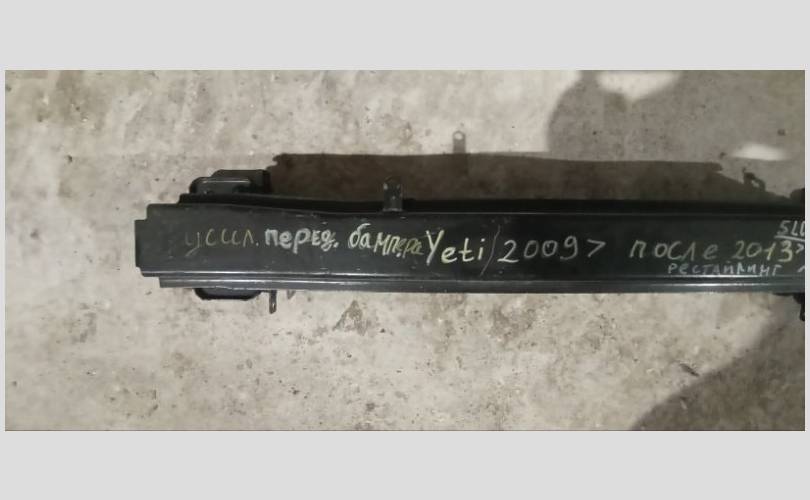 усил. перед. бампера Yeti / 2009> после 2013>
рестайлинг